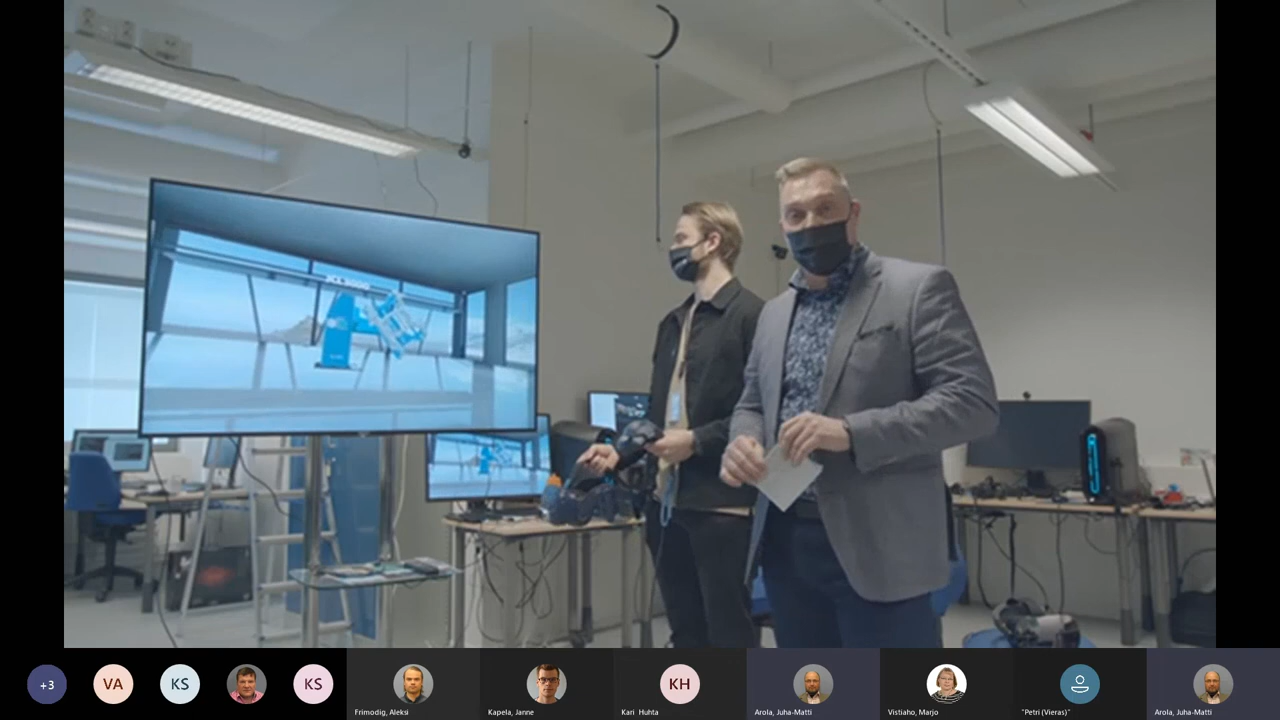 +3
VA
KS
KS
KH
Frimodig, Aleksi
Kapela, Janne
Kari Huhta
Arola, Juha-Matti
Vistiaho, Marjo
"Petri (Vieras)"
Arola, Juha-Matti